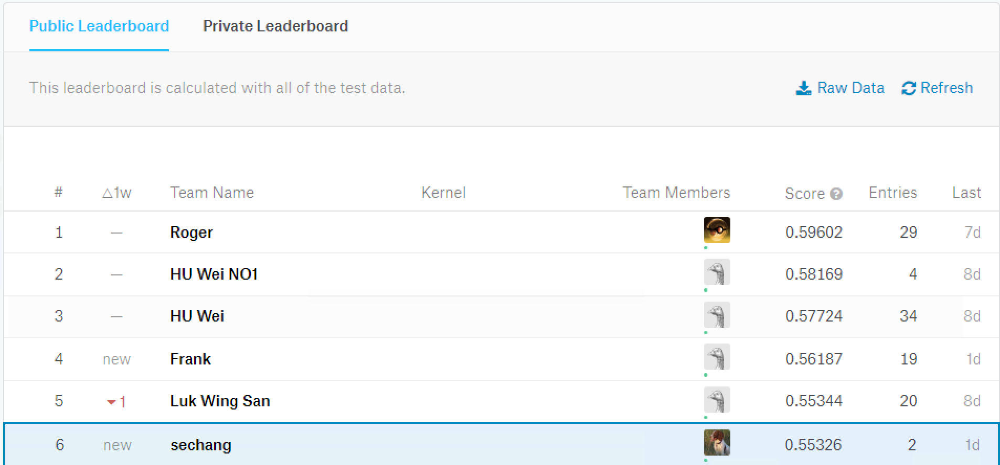 Public Leaderboard Private Leaderboard
This leaderboard is calculated with all of the test data. Raw Data Refresh
# △1w Team Name Kernel Team Members Score ? Entries Last
1 — Roger 0.59602 29 7d
2 — HU Wei NO1 0.58169 4 8d
3 — HU Wei 0.57724 34 8d
4 new Frank 0.56187 19 1d
5 ▼1 Luk Wing San 0.55344 20 8d
6 new sechang 0.55326 2 1d